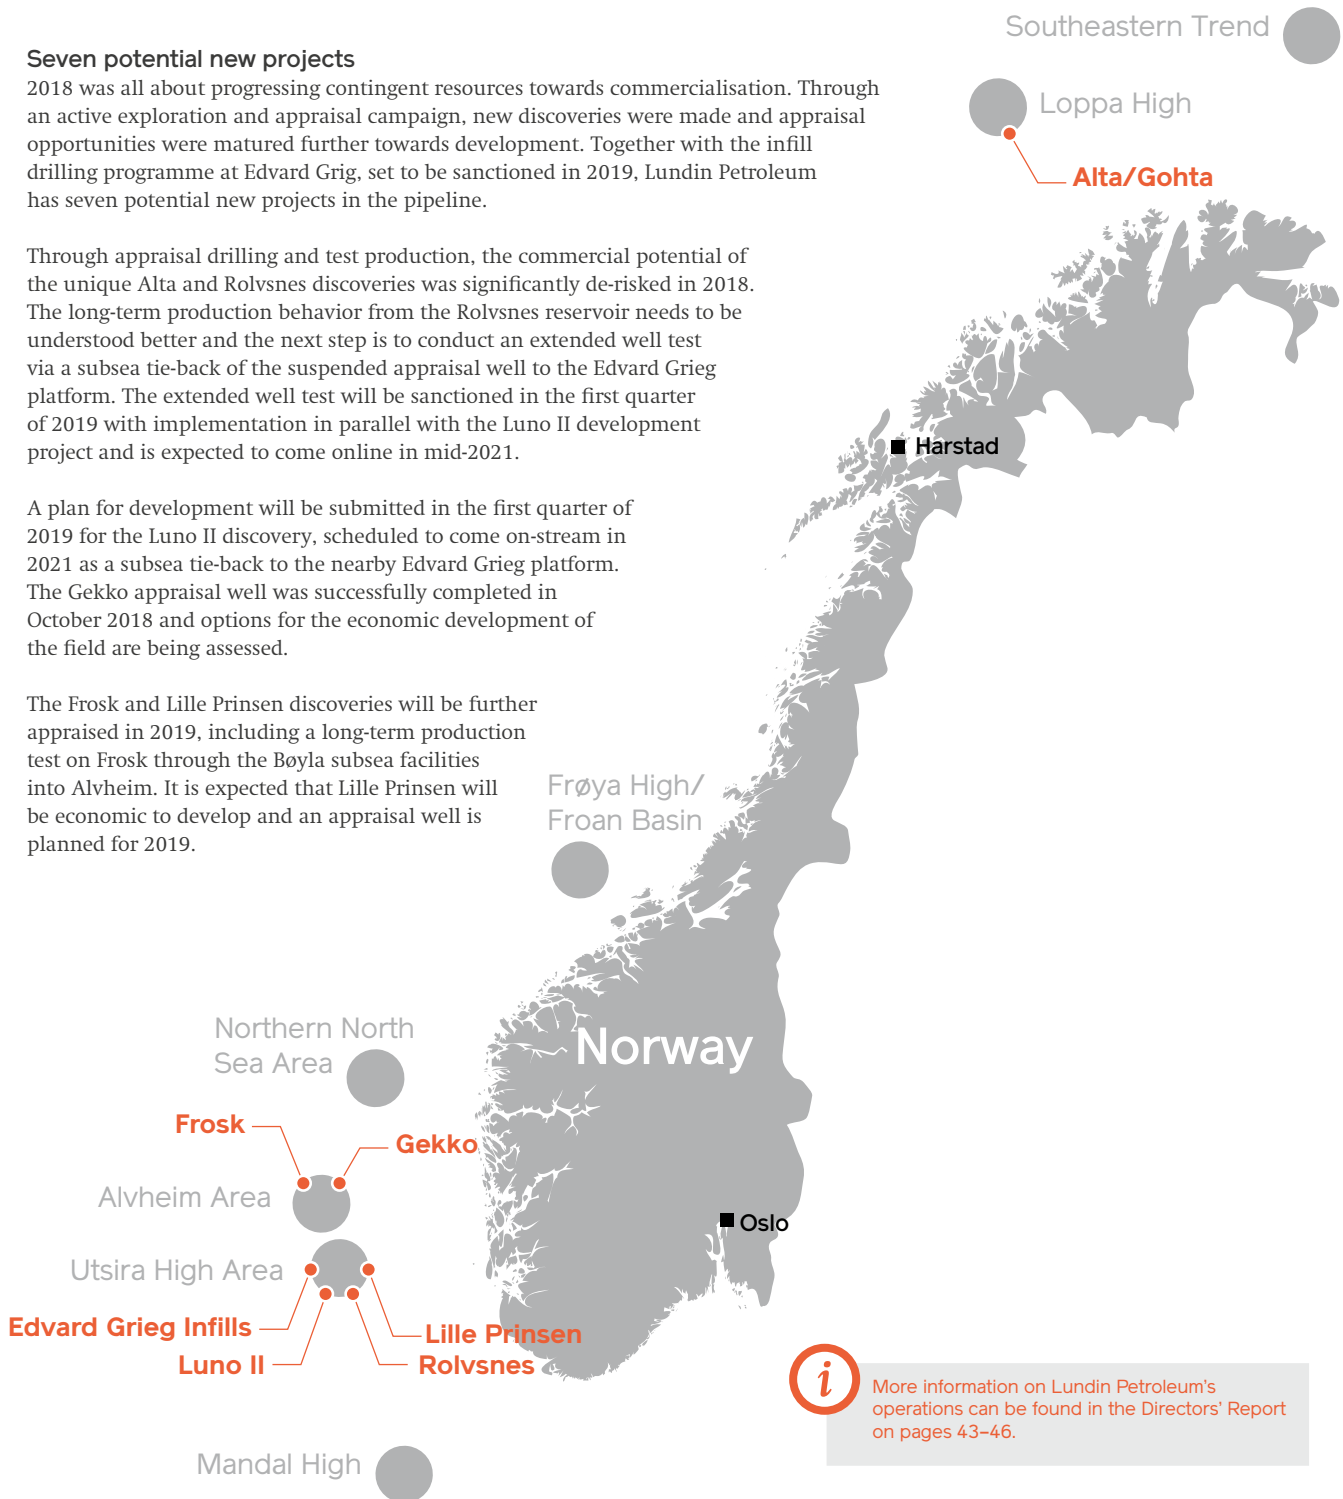 Southeastern Trend
Loppa High
Alta/Gohta
Seven potential new projects
2018 was all about progressing contingent resources towards commercialisation. Through
an active exploration and appraisal campaign, new discoveries were made and appraisal
opportunities were matured further towards development. Together with the infill
drilling programme at Edvard Grig, set to be sanctioned in 2019, Lundin Petroleum
has seven potential new projects in the pipeline.
Through appraisal drilling and test production, the commercial potential of
the unique Alta and Rolvsnes discoveries was significantly de-risked in 2018.
The long-term production behavior from the Rolvsnes reservoir needs to be
understood better and the next step is to conduct an extended well test
via a subsea tie-back of the suspended appraisal well to the Edvard Grieg
platform. The extended well test will be sanctioned in the first quarter
of 2019 with implementation in parallel with the Luno II development
project and is expected to come online in mid-2021.
A plan for development will be submitted in the first quarter of
2019 for the Luno II discovery, scheduled to come on-stream in
2021 as a subsea tie-back to the nearby Edvard Grieg platform.
The Gekko appraisal well was successfully completed in
October 2018 and options for the economic development of
the field are being assessed.
The Frosk and Lille Prinsen discoveries will be further
appraised in 2019, including a long-term production
test on Frosk through the Bøyla subsea facilities
into Alvheim. It is expected that Lille Prinsen will
be economic to develop and an appraisal well is
planned for 2019.
Harstad
Frøya High/
Froan Basin
Northern North
Sea Area
Norway
Frosk
Gekko
Alvheim Area
Oslo
Utsira High Area
Edvard Grieg Infills
Lille Prinsen
Luno II
Rolvsnes
Mandal High
i
More information on Lundin Petroleum's
operations can be found in the Directors' Report
on pages 43–46.